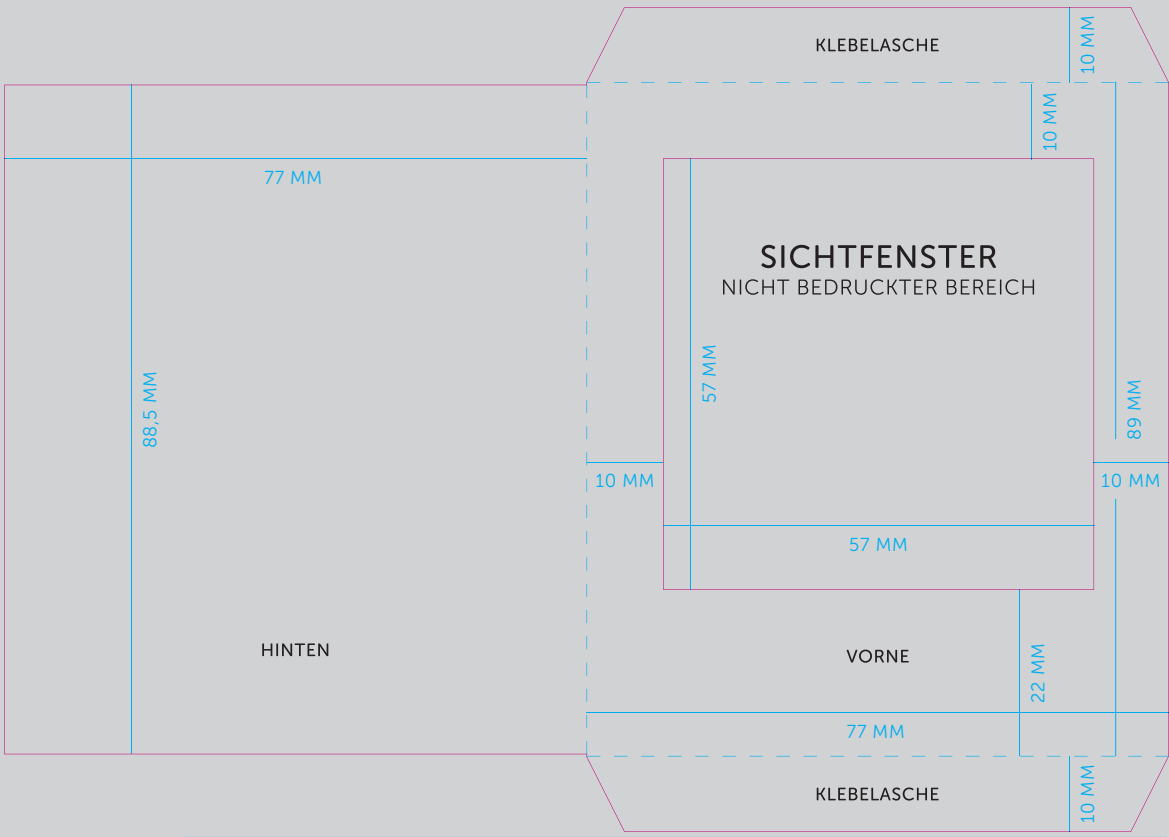 KLEBELASCHE
10 MM
10 MM
77 MM
SICHTFENSTER
NICHT BEDRUCKTER BEREICH
57 MM
88,5 MM
89 MM
10 MM
10 MM
57 MM
HINTEN
VORNE
22 MM
77 MM
KLEBELASCHE
10 MM